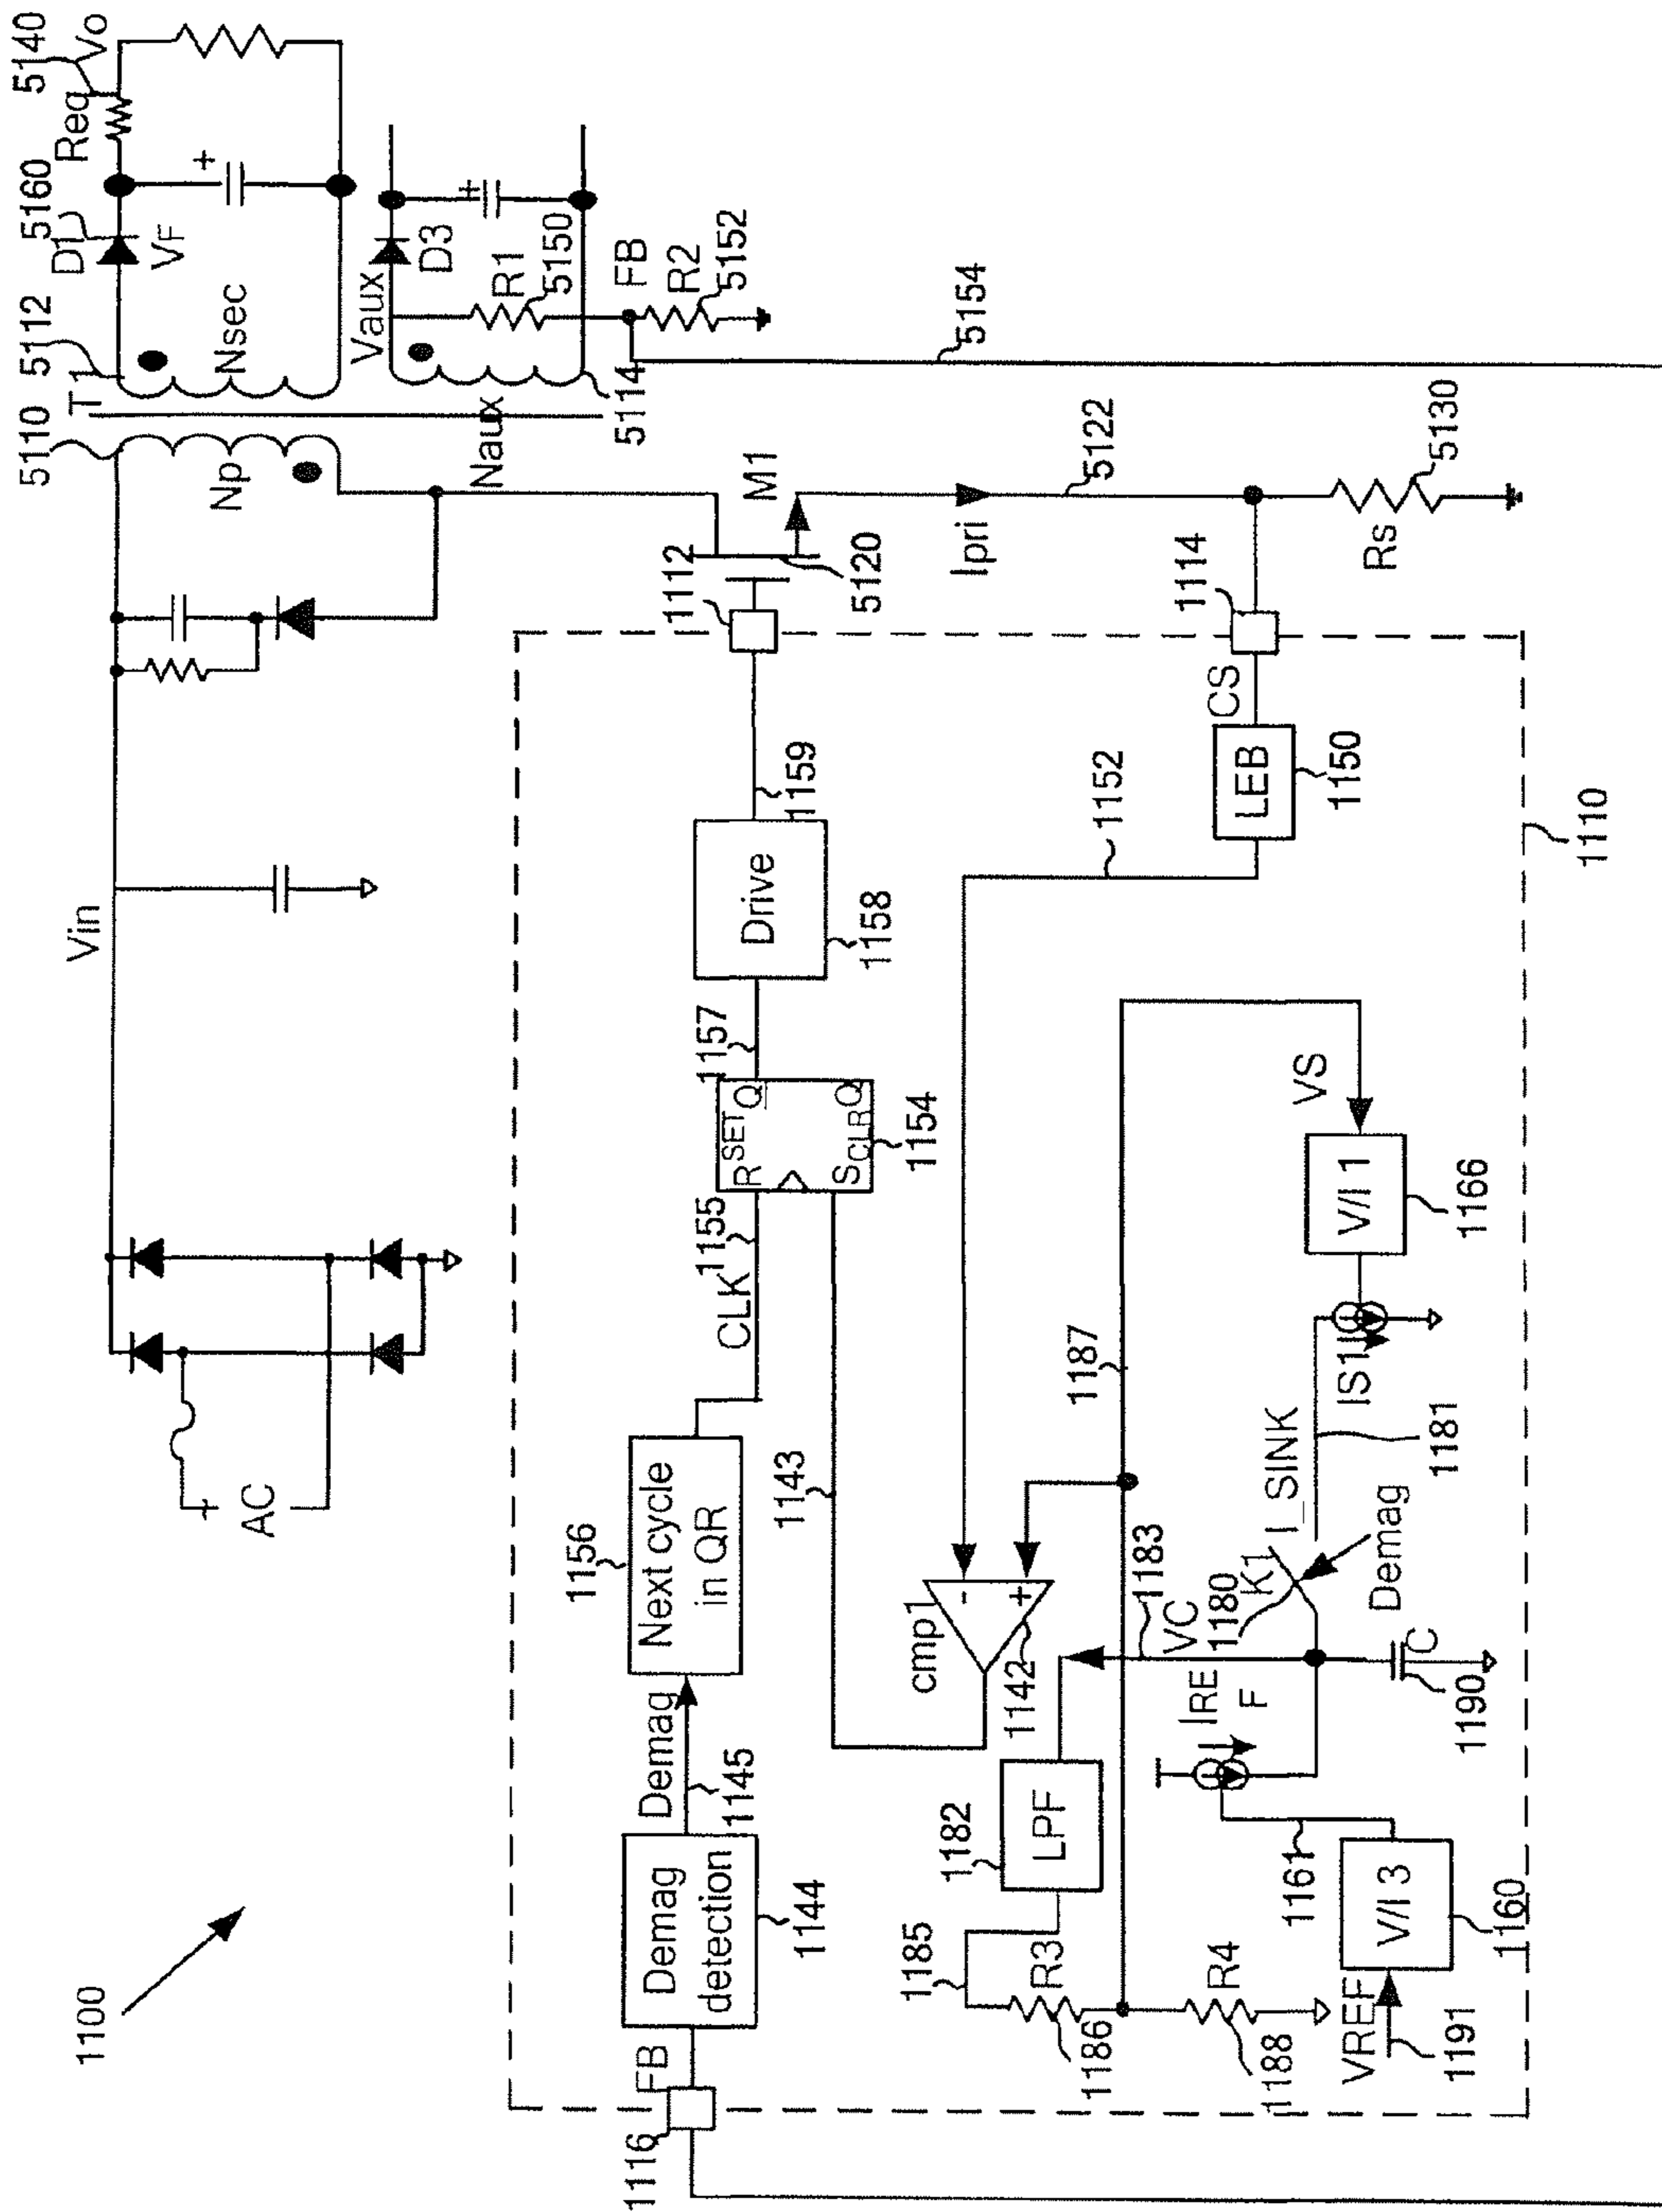 1100
AC
+
Vin
5110
T1
5112
Np
Nsec
D1
5160
VF
Req
5140
Vo
+
Naux
5114
Vaux
D3
+
R1
5150
FB
R2
5152
5154
M1
5120
Ipri
5122
Rs
5130
1110
1112
1114
CS
LEB
1150
1152
1116
FB
Demag
detection
1144
Demag
1145
1156
Next cycle
in QR
CLK
1155
R SET Q
S CLR Q
1154
1157
Drive
1158
1159
1143
cmp1
-
+
1142
1187
1185
R3
1186
R4
1188
1182
LPF
VC
1183
IRE
F
1180
K1
I_SINK
1181
Demag
C
1190
IS1
V/I 1
1166
VS
VREF
1191
V/I 3
1160
1161